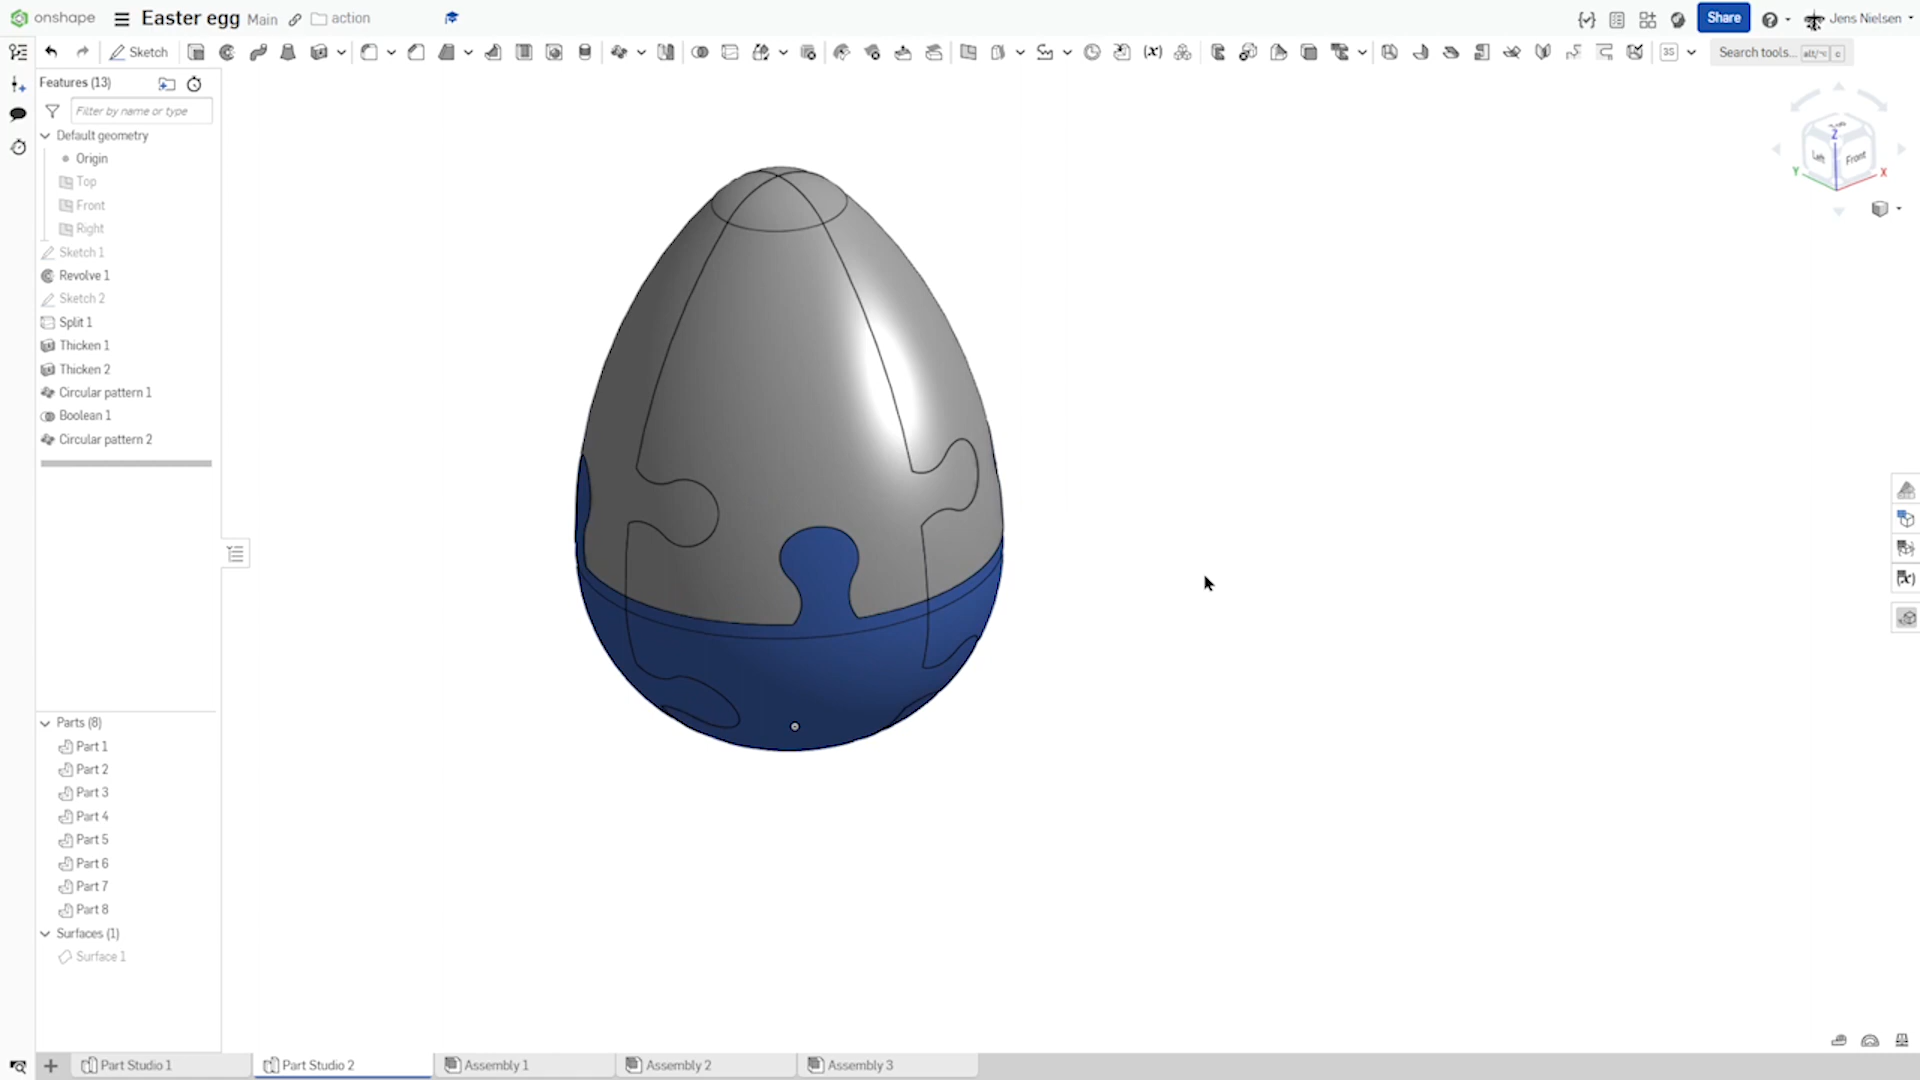 onshape Easter egg Main action Share Jens Nielsen
Sketch Search tools... alt/⌥ c
Features (13)
Filter by name or type
Default geometry
Origin
Top
Front
Right
Sketch 1
Revolve 1
Sketch 2
Split 1
Thicken 1
Thicken 2
Circular pattern 1
Boolean 1
Circular pattern 2
Z
Left Front
Y X
Parts (8)
Part 1
Part 2
Part 3
Part 4
Part 5
Part 6
Part 7
Part 8
Surfaces (1)
Surface 1
Part Studio 1 Part Studio 2 Assembly 1 Assembly 2 Assembly 3